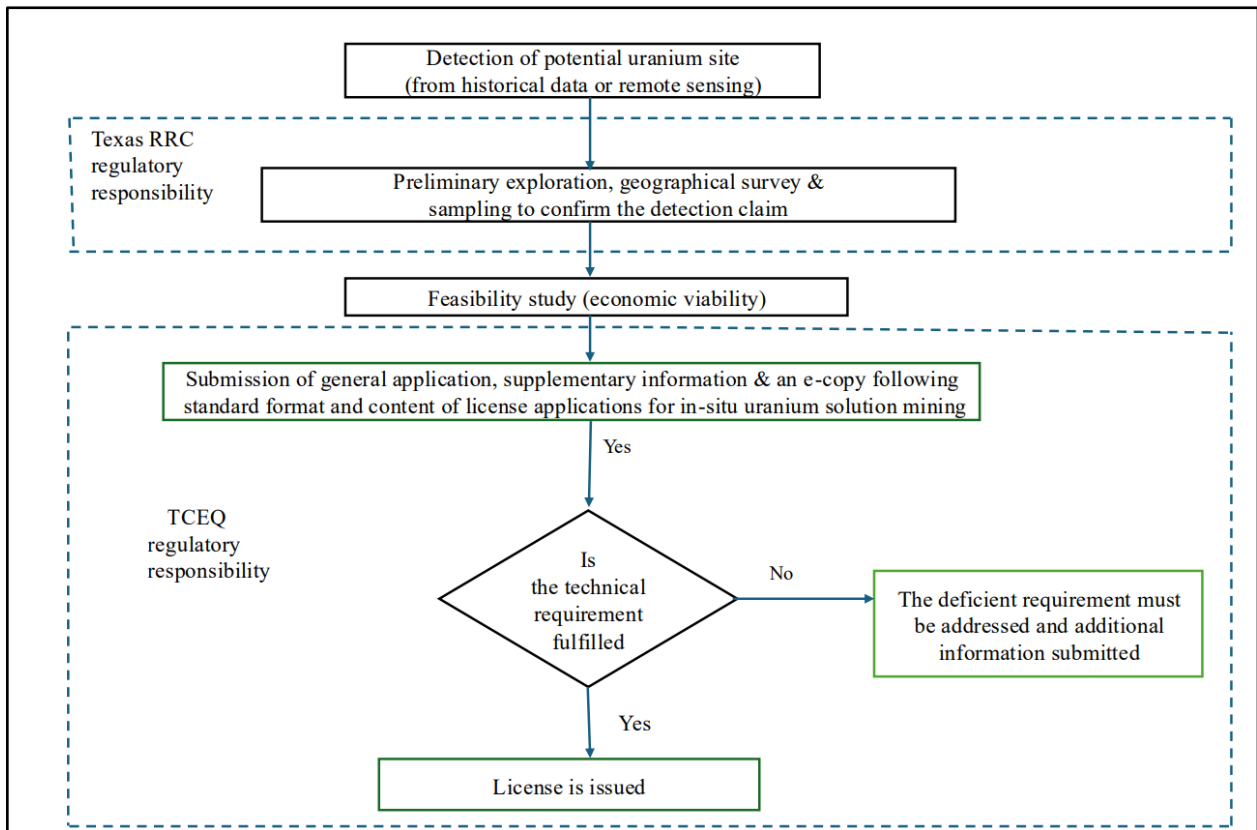 Detection of potential uranium site
(from historical data or remote sensing)
Texas RRC
regulatory
responsibility
Preliminary exploration, geographical survey &
sampling to confirm the detection claim
Feasibility study (economic viability)
Submission of general application, supplementary information & an e-copy following
standard format and content of license applications for in-situ uranium solution mining
Yes
TCEQ
regulatory
responsibility
Is
the technical
requirement
fulfilled
No
The deficient requirement must
be addressed and additional
information submitted
Yes
License is issued